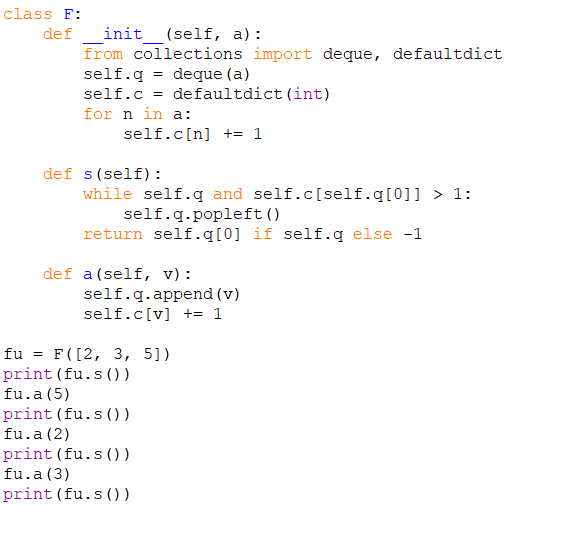 class F:
    def __init__(self, a):
        from collections import deque, defaultdict
        self.q = deque(a)
        self.c = defaultdict(int)
        for n in a:
            self.c[n] += 1

    def s(self):
        while self.q and self.c[self.q[0]] > 1:
            self.q.popleft()
        return self.q[0] if self.q else -1

    def a(self, v):
        self.q.append(v)
        self.c[v] += 1

fu = F([2, 3, 5])
print(fu.s())
fu.a(5)
print(fu.s())
fu.a(2)
print(fu.s())
fu.a(3)
print(fu.s())